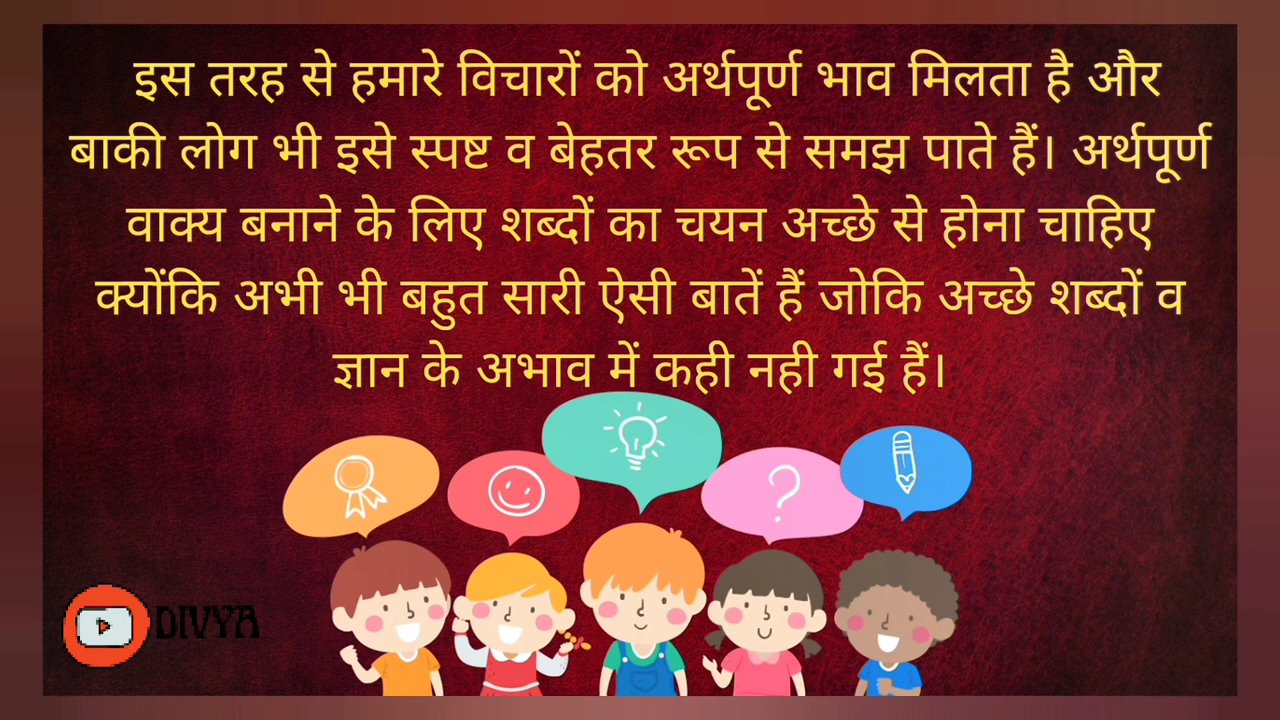 इस तरह से हमारे विचारों को अर्थपूर्ण भाव मिलता है और
बाकी लोग भी इसे स्पष्ट व बेहतर रूप से समझ पाते हैं। अर्थपूर्ण
वाक्य बनाने के लिए शब्दों का चयन अच्छे से होना चाहिए
क्योंकि अभी भी बहुत सारी ऐसी बातें हैं जोकि अच्छे शब्दों व
ज्ञान के अभाव में कही नही गई हैं।
DIVYA